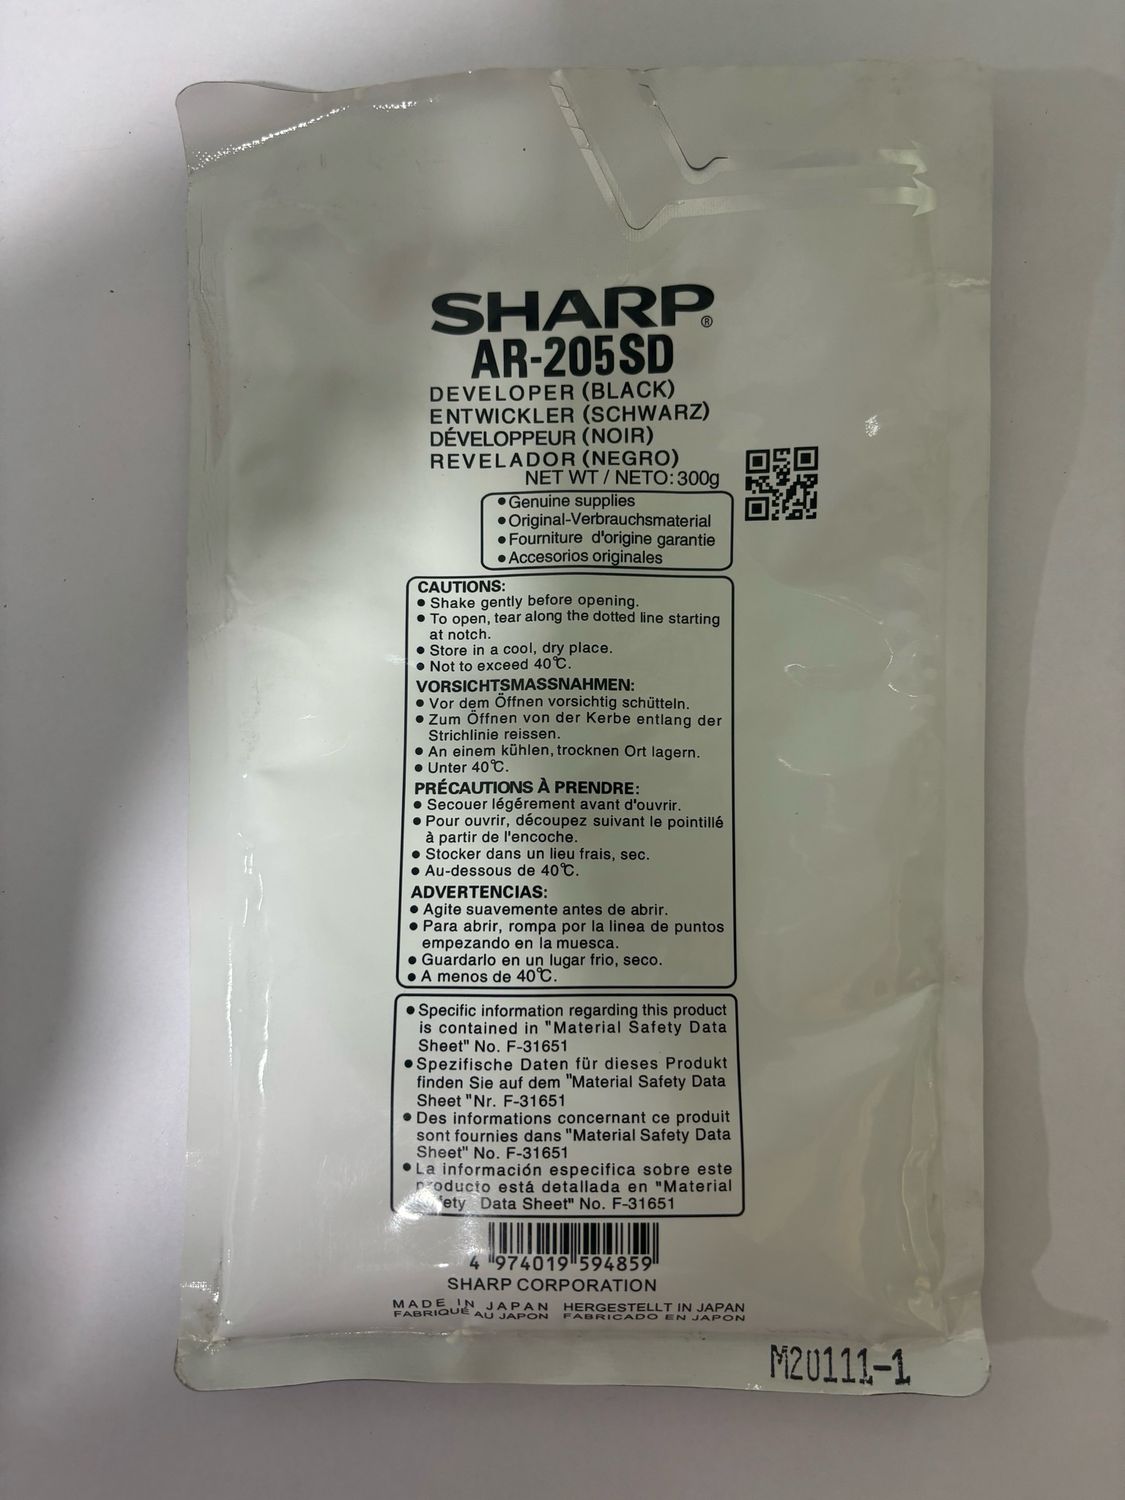 SHARP®
AR-205SD
DEVELOPER (BLACK)
ENTWICKLER (SCHWARZ)
DÉVELOPPEUR (NOIR)
REVELADOR (NEGRO)
NET WT / NETO: 300g
• Genuine supplies
• Original-Verbrauchsmaterial
• Fourniture d'origine garantie
• Accesorios originales
CAUTIONS:
• Shake gently before opening.
• To open, tear along the dotted line starting
at notch.
• Store in a cool, dry place.
• Not to exceed 40℃.
VORSICHTSMASSNAHMEN:
• Vor dem Öffnen vorsichtig schütteln.
• Zum Öffnen von der Kerbe entlang der
Strichlinie reissen.
• An einem kühlen, trocknen Ort lagern.
• Unter 40℃.
PRÉCAUTIONS À PRENDRE:
• Secouer légérement avant d'ouvrir.
• Pour ouvrir, découpez suivant le pointillé
à partir de l'encoche.
• Stocker dans un lieu frais, sec.
• Au-dessous de 40℃.
ADVERTENCIAS:
• Agite suavemente antes de abrir.
• Para abrir, rompa por la linea de puntos
empezando en la muesca.
• Guardarlo en un lugar frio, seco.
• A menos de 40℃.
• Specific information regarding this product
is contained in "Material Safety Data
Sheet" No. F-31651
• Spezifische Daten für dieses Produkt
finden Sie auf dem "Material Safety Data
Sheet "Nr. F-31651
• Des informations concernant ce produit
sont fournies dans "Material Safety Data
Sheet" No. F-31651
• La información especifica sobre este
producto está detallada en "Material
Data Sheet" No. F-31651
4 974019 594859
SHARP CORPORATION
MADE IN JAPAN HERGESTELLT IN JAPAN
FABRIQUÉ AU JAPON FABRICADO EN JAPON
M20111-1